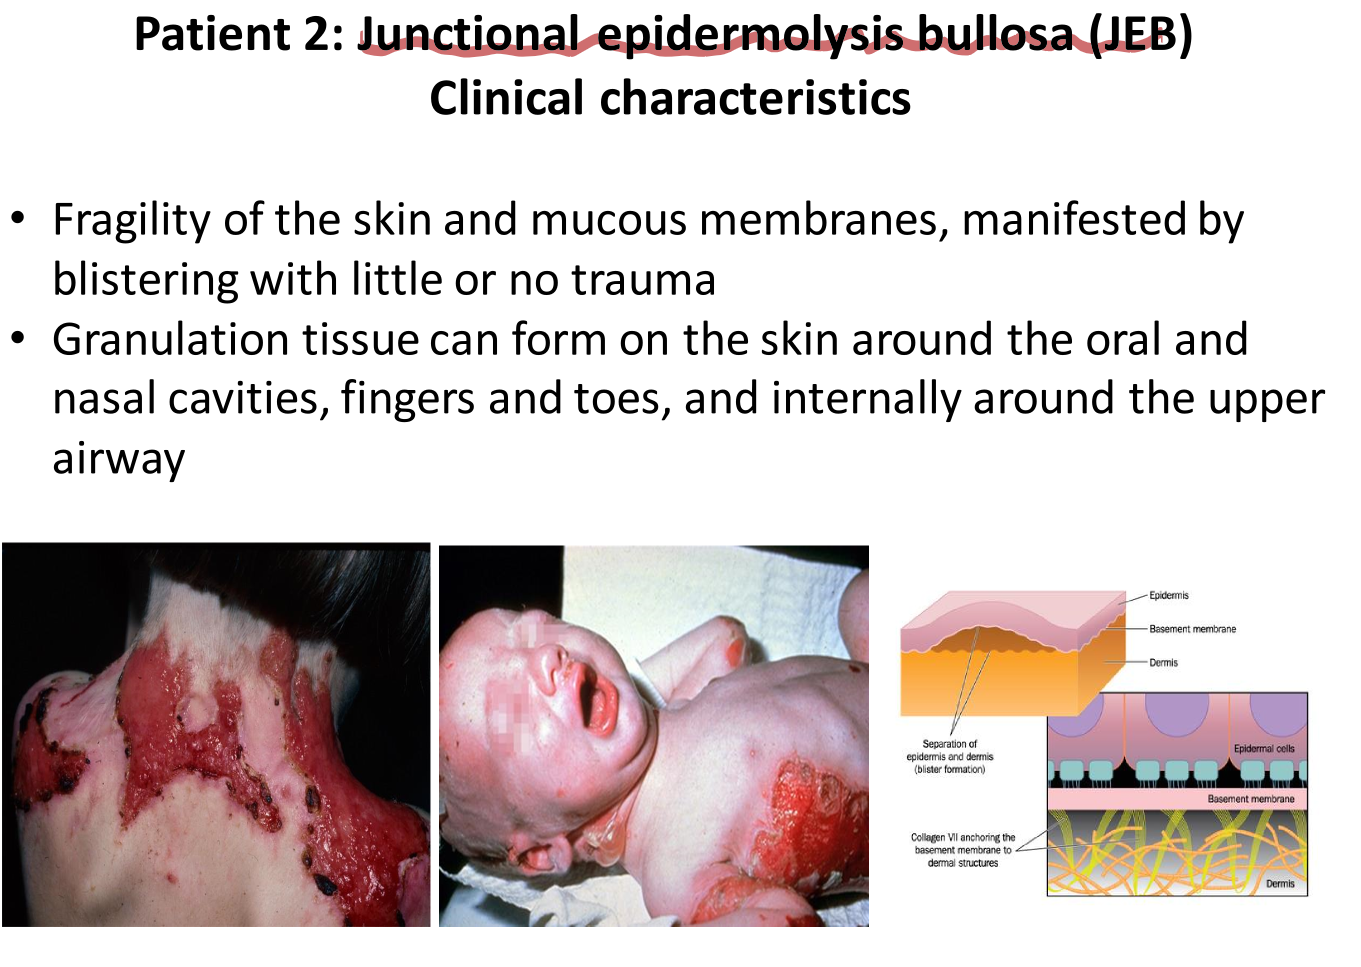 Patient 2: Junctional epidermolysis bullosa (JEB)
Clinical characteristics
• Fragility of the skin and mucous membranes, manifested by
blistering with little or no trauma
• Granulation tissue can form on the skin around the oral and
nasal cavities, fingers and toes, and internally around the upper
airway
Epidermis
Basement membrane
Dermis
Separation of
epidermis and dermis
(blister formation)
Epidermal cells
Basement membrane
Collagen VII anchoring the
basement membrane to
dermal structures
Dermis